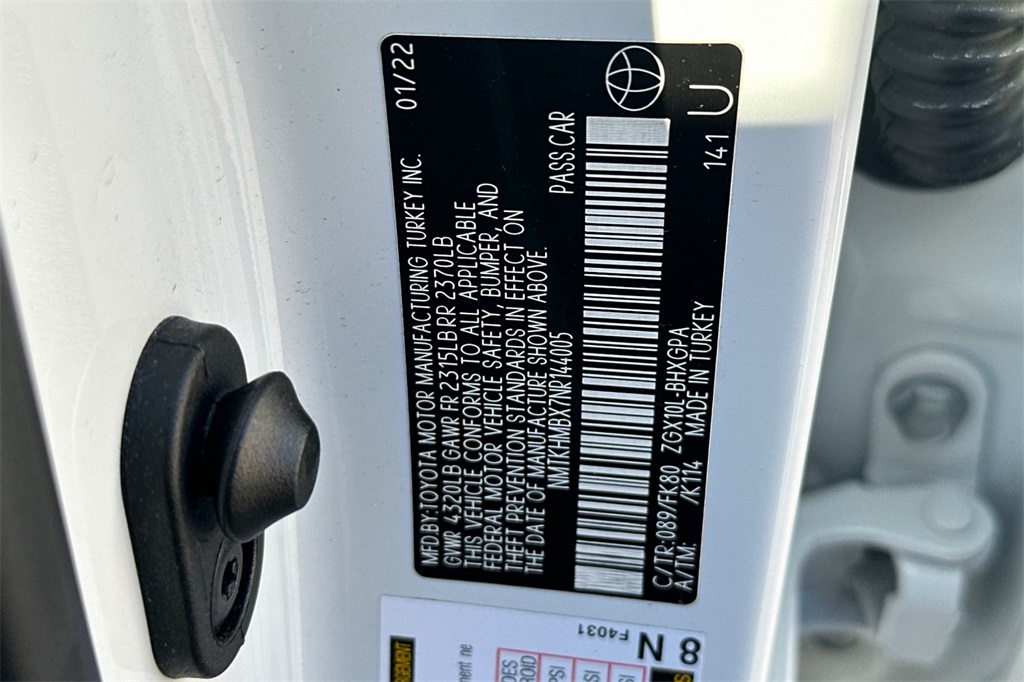 MFD.BY:TOYOTA MOTOR MANUFACTURING TURKEY INC. 01/22
GVWR 4320LB GAWR FR 2315LB RR 2370LB
THIS VEHICLE CONFORMS TO ALL APPLICABLE
FEDERAL MOTOR VEHICLE SAFETY, BUMPER, AND
THEFT PREVENTION STANDARDS IN EFFECT ON
THE DATE OF MANUFACTURE SHOWN ABOVE.
NMTKHMBX7NR144005 PASS.CAR
C/TR:089/FK80 ZGX10L-BHXGPA 141 U
A/TM: /K114 MADE IN TURKEY
F4031
8 N